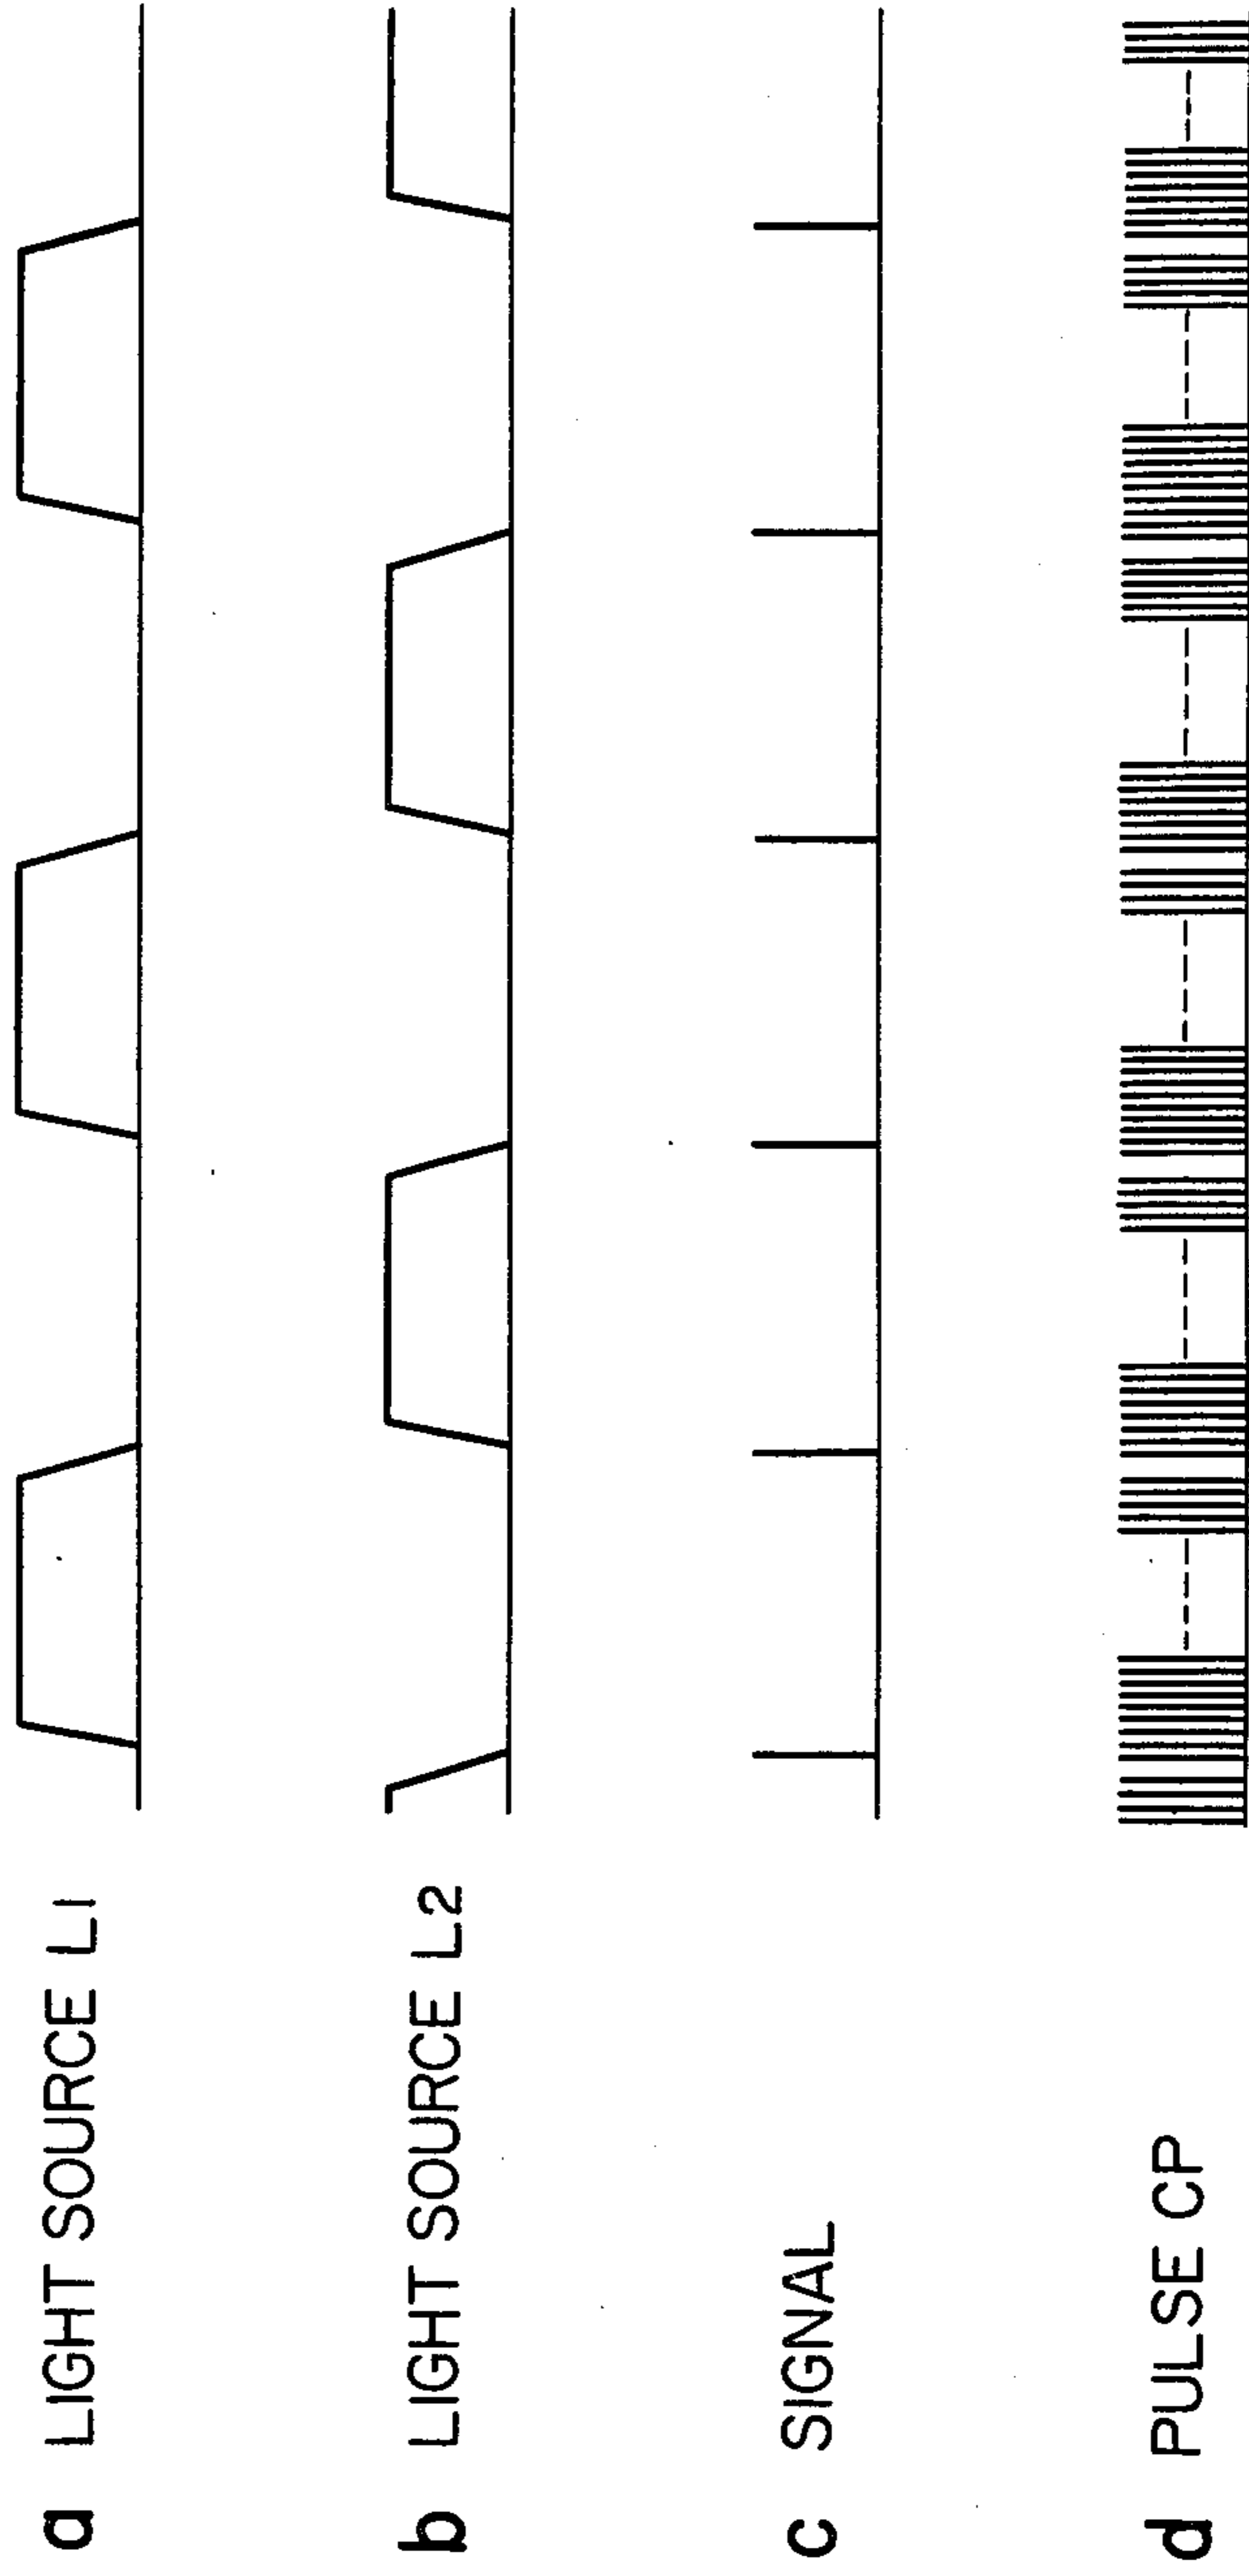 a LIGHT SOURCE L1
b LIGHT SOURCE L2
c SIGNAL
d PULSE CP